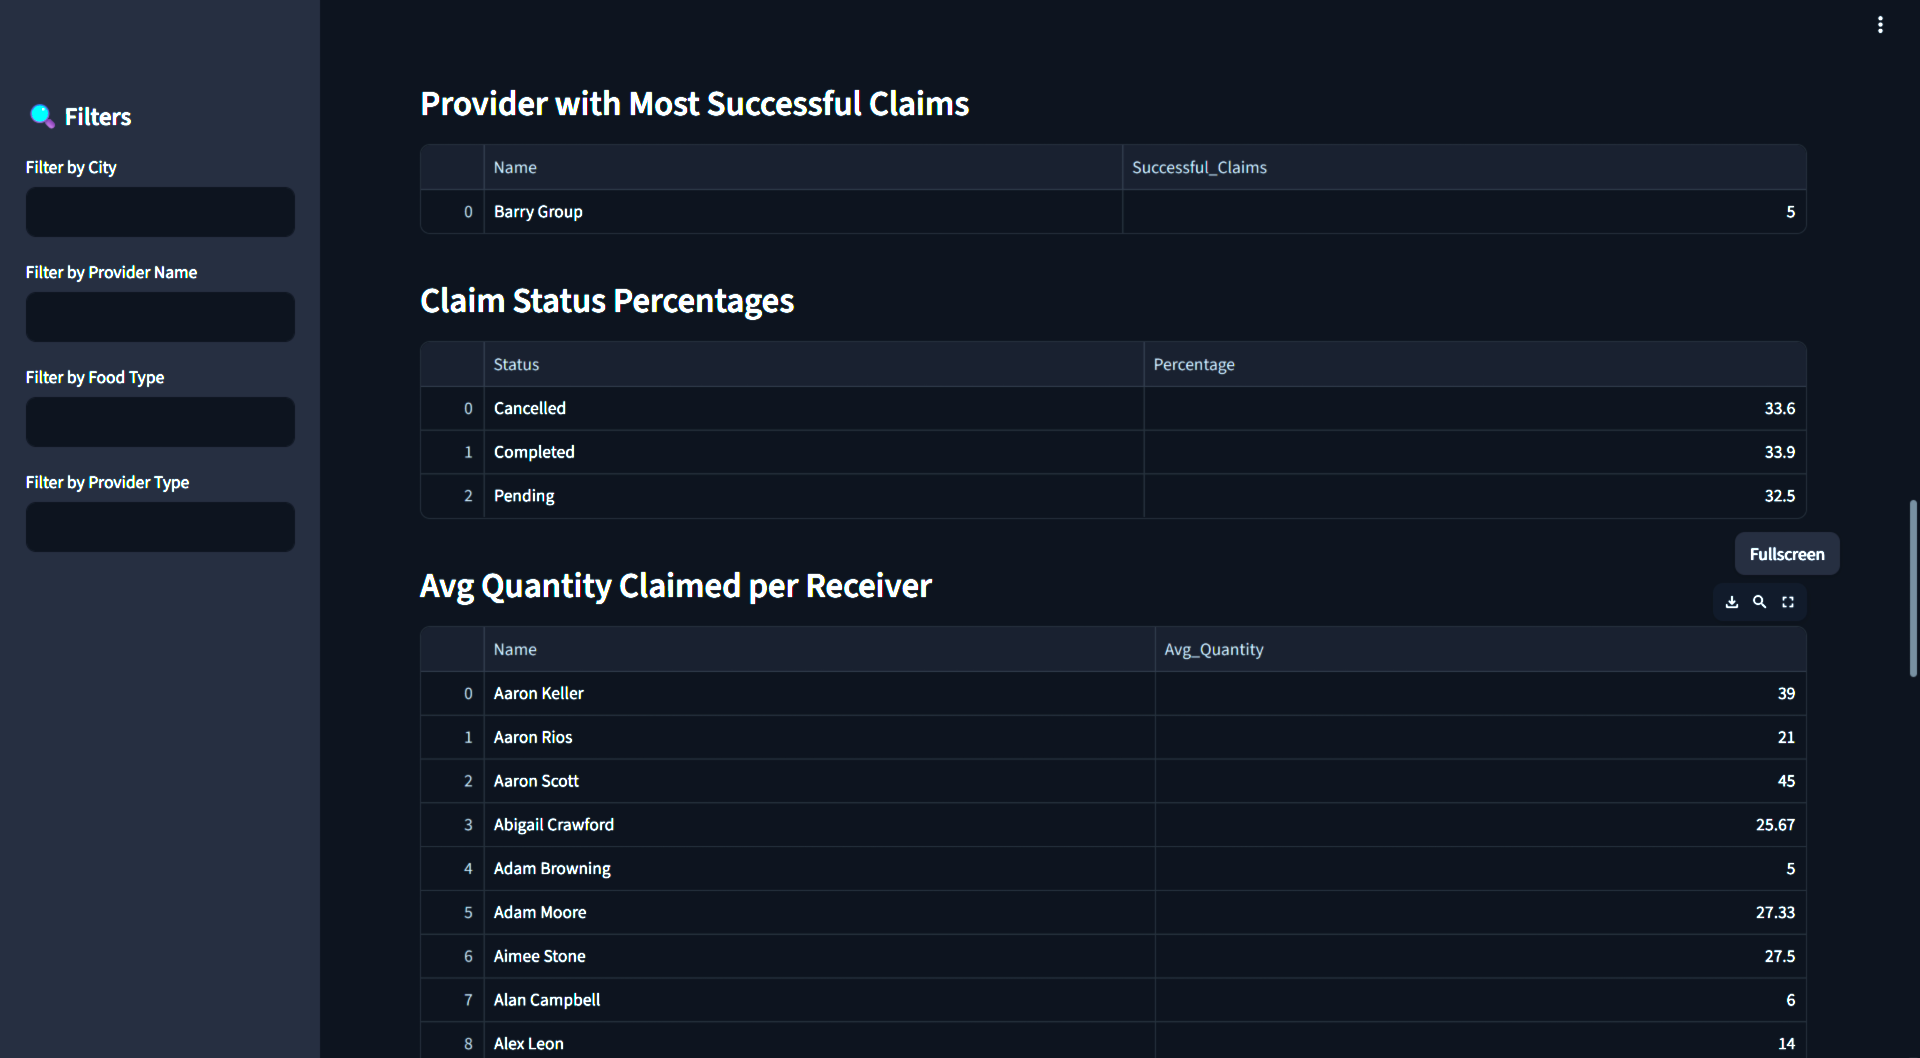 Filters
Filter by City
Filter by Provider Name
Filter by Food Type
Filter by Provider Type
Provider with Most Successful Claims
Name Successful_Claims
0 Barry Group 5
Claim Status Percentages
Status Percentage
0 Cancelled 33.6
1 Completed 33.9
2 Pending 32.5
Fullscreen
Avg Quantity Claimed per Receiver
Name Avg_Quantity
0 Aaron Keller 39
1 Aaron Rios 21
2 Aaron Scott 45
3 Abigail Crawford 25.67
4 Adam Browning 5
5 Adam Moore 27.33
6 Aimee Stone 27.5
7 Alan Campbell 6
8 Alex Leon 14